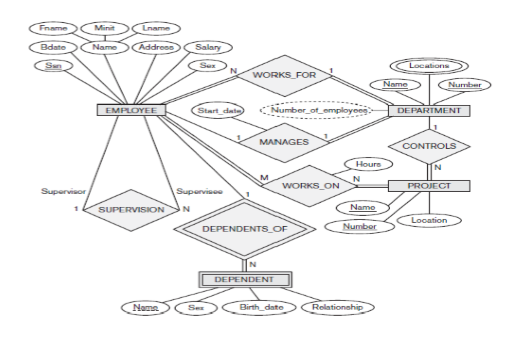 Fname Minit Lname
Bdate Name Address Salary
Ssn Sex
N WORKS_FOR 1
Locations
Name Number
Start_date Number_of_employees
EMPLOYEE DEPARTMENT
1 MANAGES 1
1
CONTROLS
Hours
M WORKS_ON N
N
PROJECT
Supervisor Supervisee
1 SUPERVISION N
1
Name
Number Location
DEPENDENTS_OF
N
DEPENDENT
Name Sex Birth_date Relationship